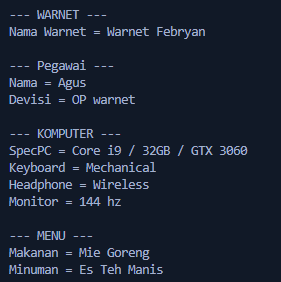 --- WARNET ---
Nama Warnet = Warnet Febryan
--- Pegawai ---
Nama = Agus
Devisi = OP warnet
--- KOMPUTER ---
SpecPC = Core i9 / 32GB / GTX 3060
Keyboard = Mechanical
Headphone = Wireless
Monitor = 144 hz
--- MENU ---
Makanan = Mie Goreng
Minuman = Es Teh Manis